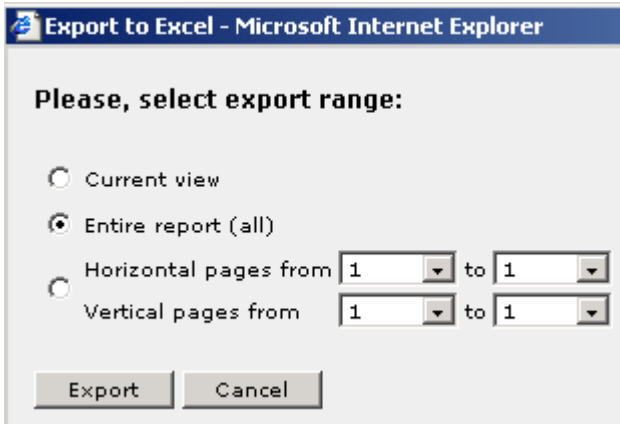 Export to Excel - Microsoft Internet Explorer
Please, select export range:
Current view
Entire report (all)
Horizontal pages from 1 to 1
Vertical pages from 1 to 1
Export Cancel